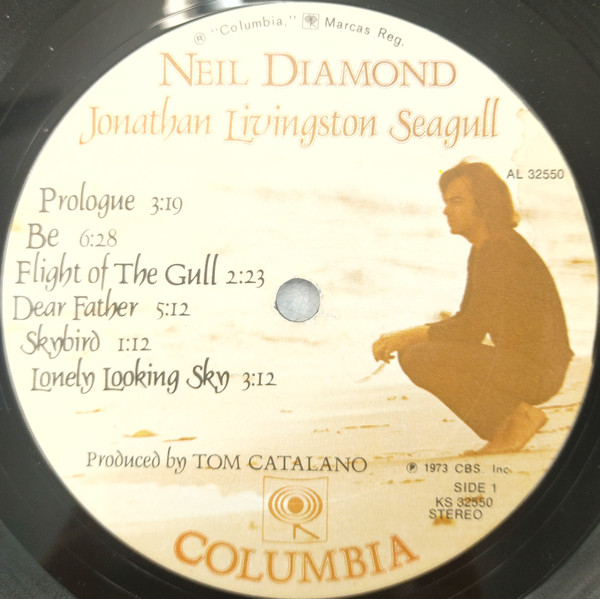 ® "Columbia," Marcas Reg.
NEIL DIAMOND
Jonathan Livingston Seagull
AL 32550
Prologue 3:19
Be 6:28
Flight of The Gull 2:23
Dear Father 5:12
Skybird 1:12
Lonely Looking Sky 3:12
Produced by TOM CATALANO
℗ 1973 CBS. Inc.
SIDE 1
KS 32550
STEREO
COLUMBIA